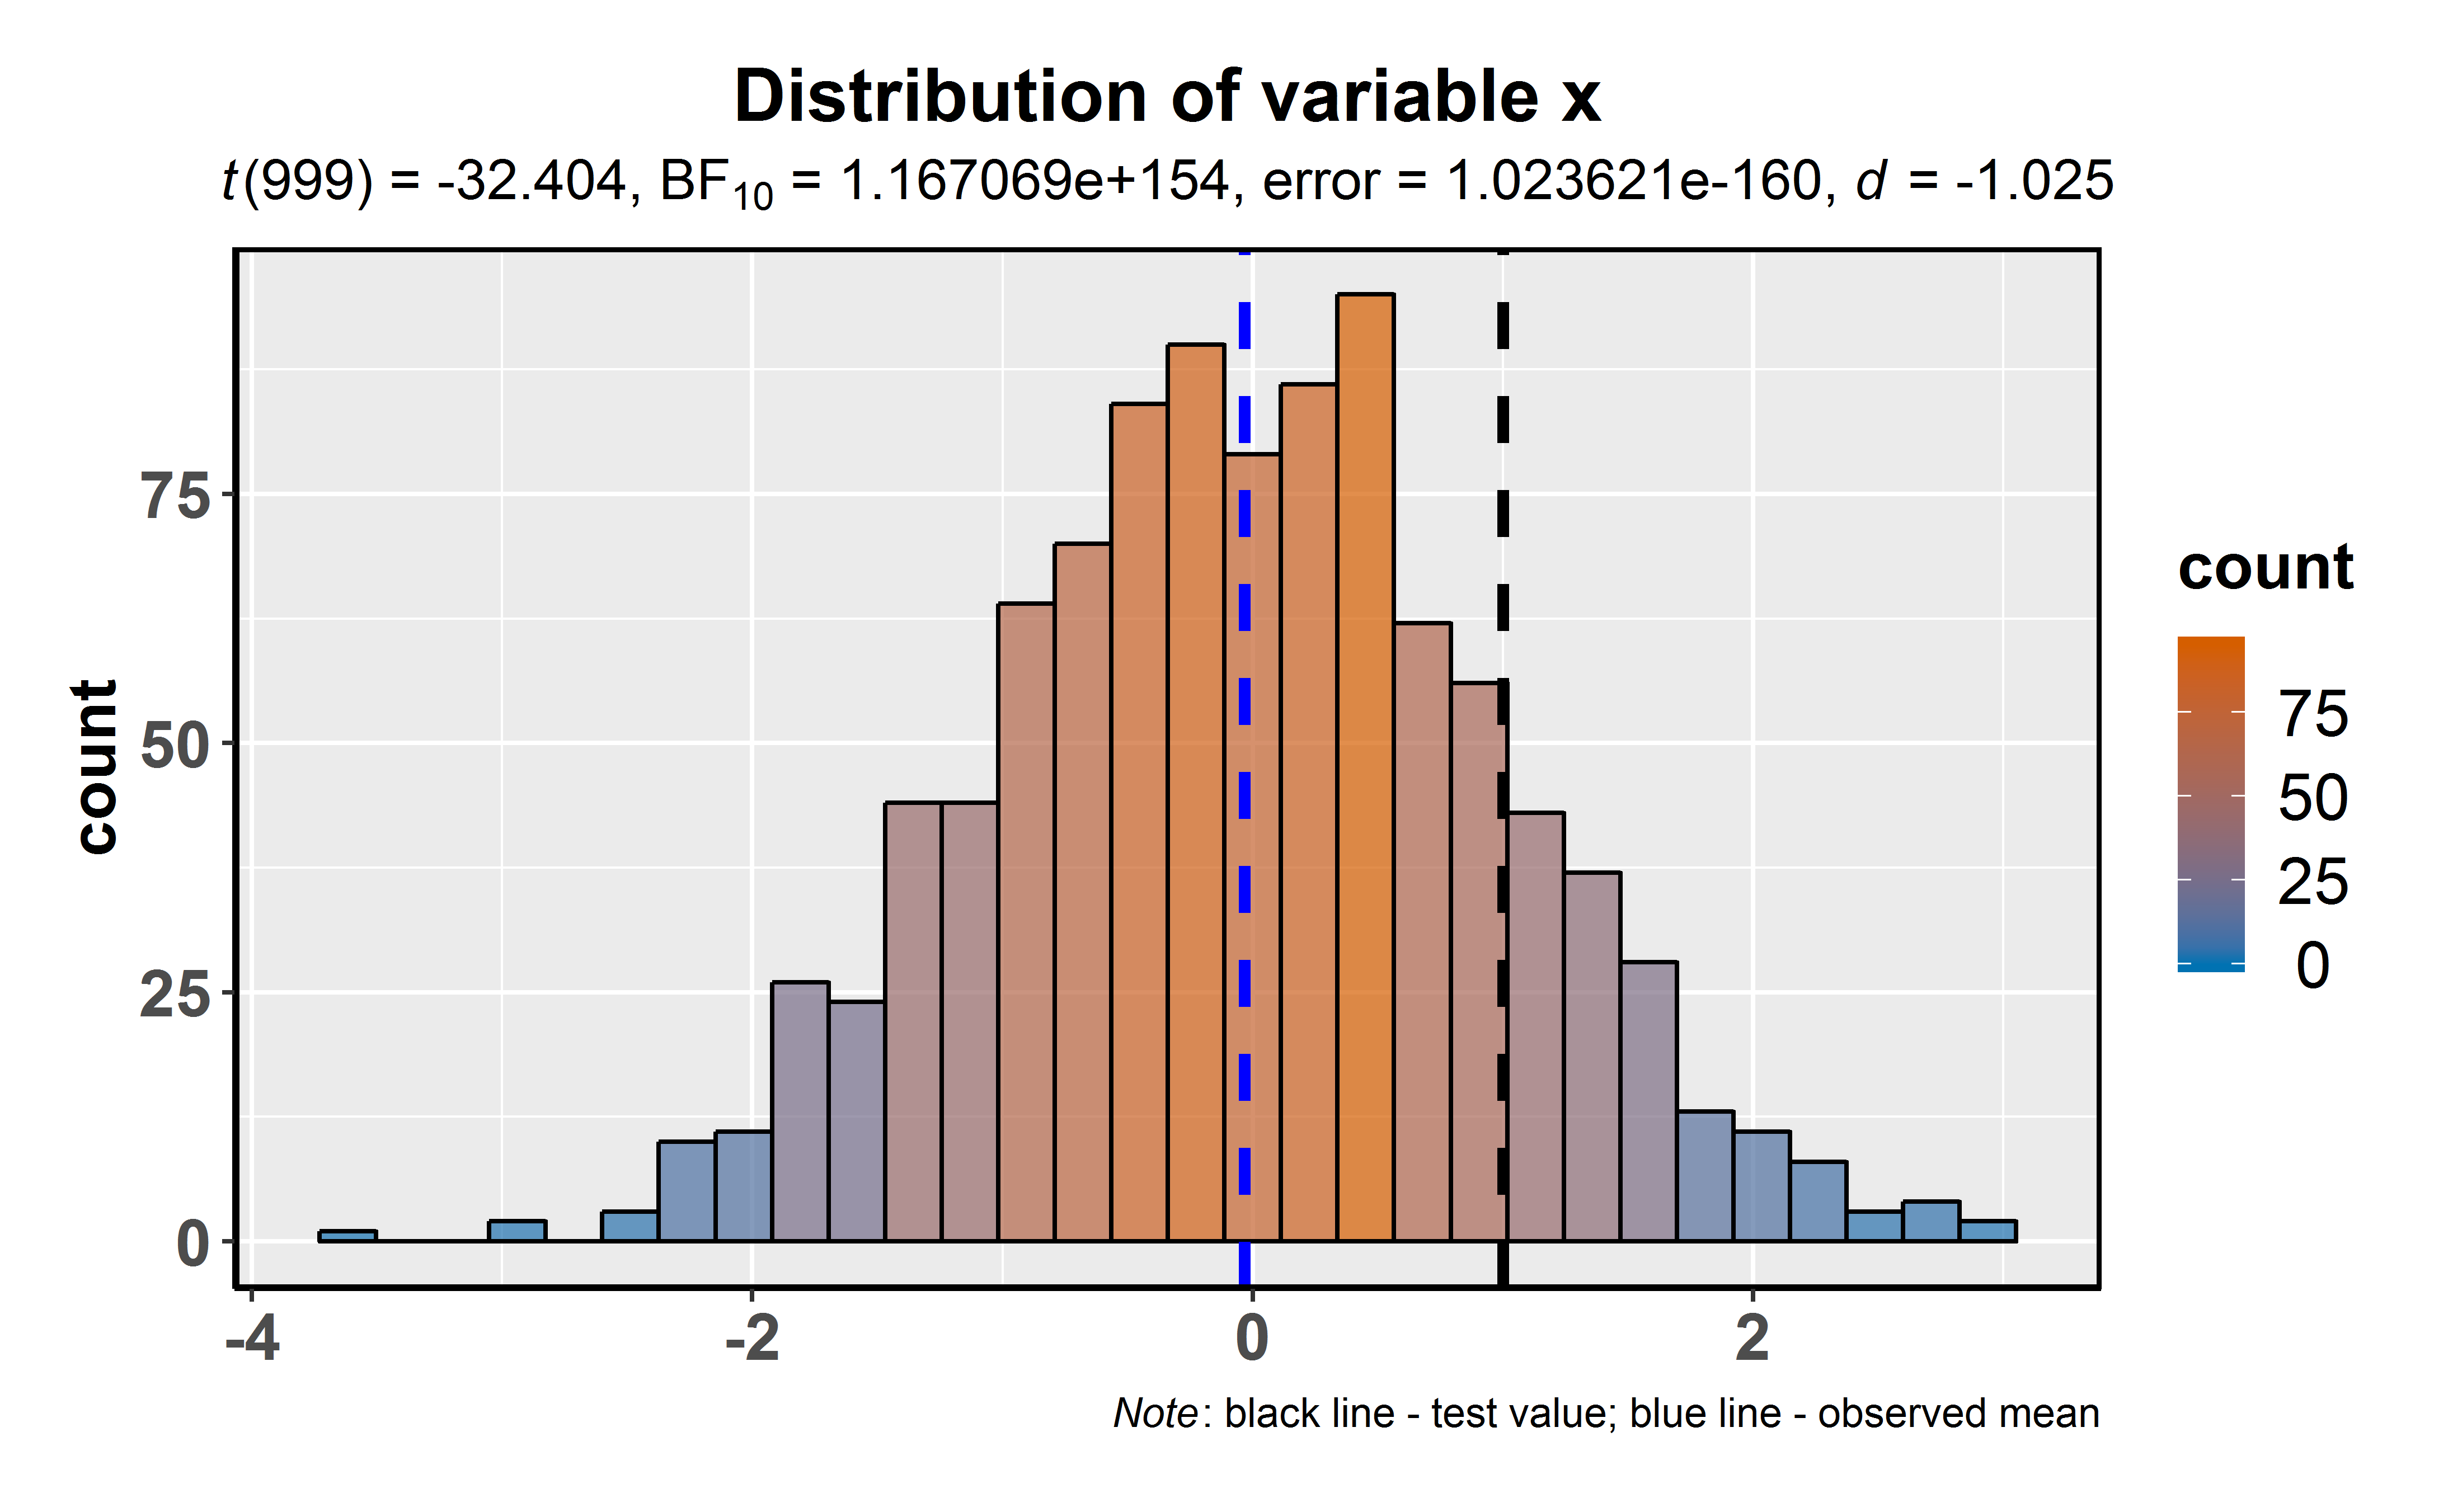 Distribution of variable x
t(999) = -32.404, BF₁₀ = 1.167069e+154, error = 1.023621e-160, d = -1.025
count
75
50
25
0
-4 -2 0 2
count
75
50
25
0
Note: black line - test value; blue line - observed mean